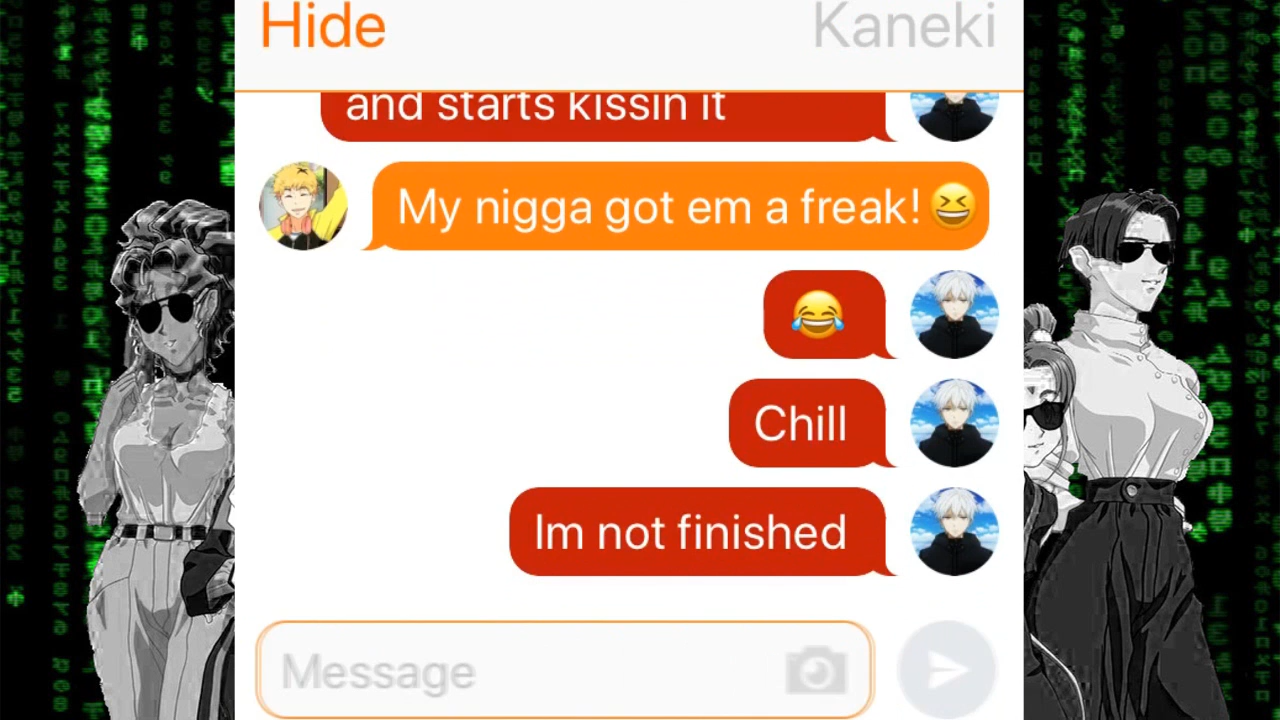 Hide
Kaneki
and starts kissin it
My nigga got em a freak!😆
😂
Chill
Im not finished
Message